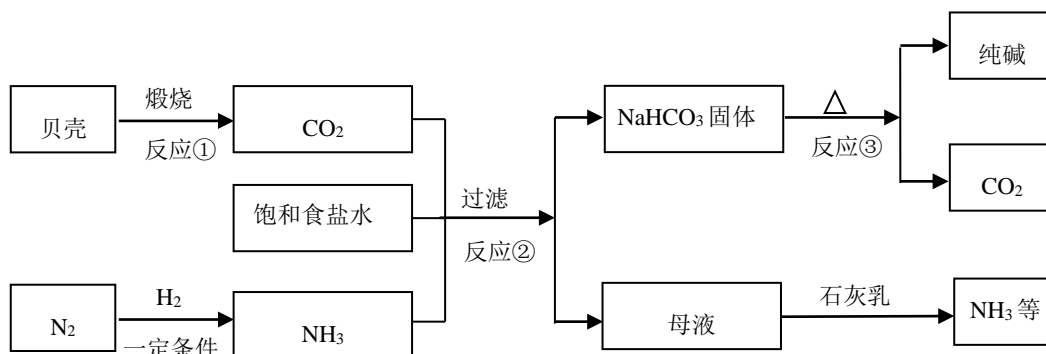 纯碱
煅烧
△
贝壳
CO₂
NaHCO₃固体
反应①
反应③
饱和食盐水
过滤
CO₂
反应②
H₂
石灰乳
N₂
NH₃
母液
NH₃等
一定条件